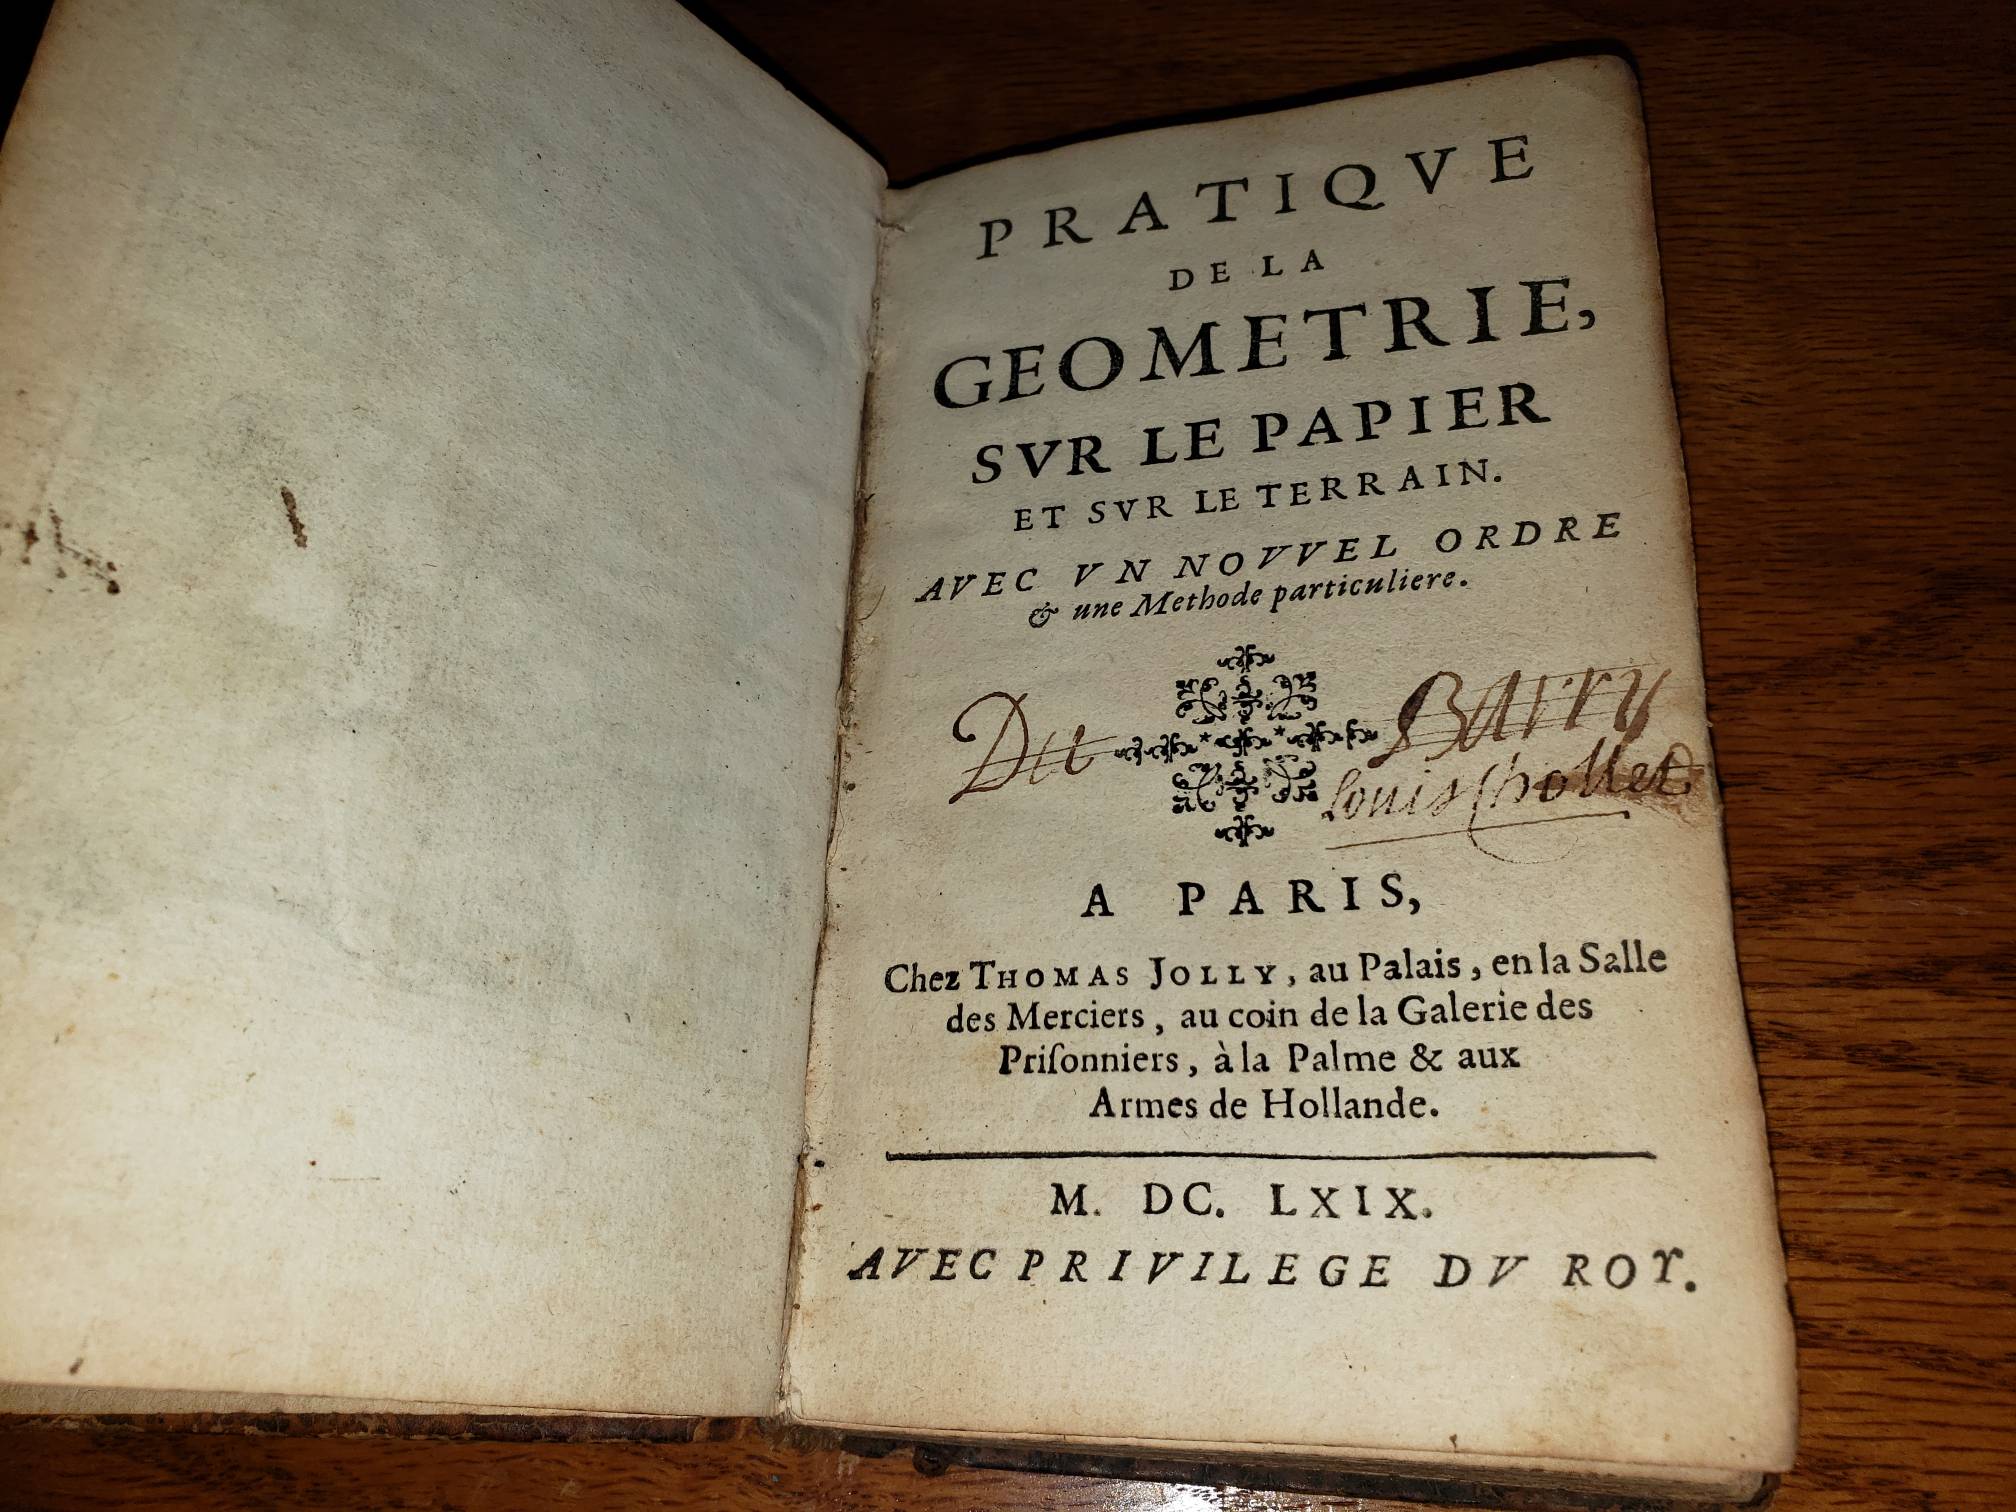 PRATIQVE
DE LA
GEOMETRIE,
SVR LE PAPIER
ET SVR LE TERRAIN.
AVEC VN NOVVEL ORDRE
& une Methode particuliere.
Du Barry
Louis Chollet
A PARIS,
Chez THOMAS JOLLY, au Palais, en la Salle
des Merciers, au coin de la Galerie des
Priſonniers, à la Palme & aux
Armes de Hollande.
M. DC. LXIX.
AVEC PRIVILEGE DV ROY.